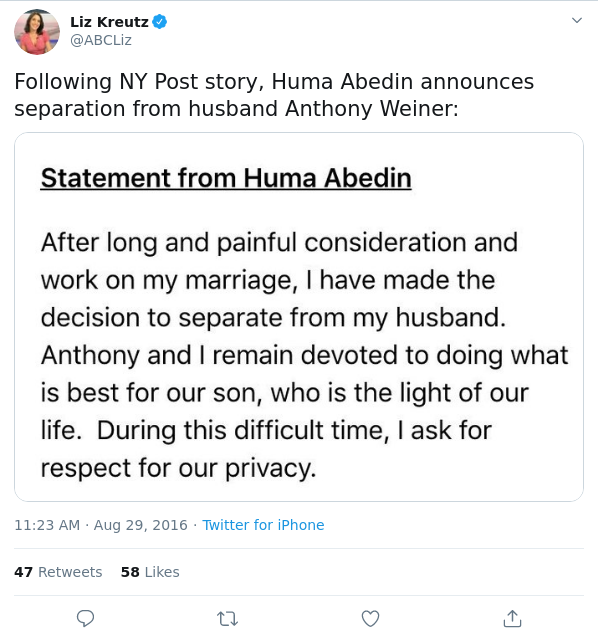 Liz Kreutz
@ABCLiz
Following NY Post story, Huma Abedin announces
separation from husband Anthony Weiner:
Statement from Huma Abedin
After long and painful consideration and
work on my marriage, I have made the
decision to separate from my husband.
Anthony and I remain devoted to doing what
is best for our son, who is the light of our
life.  During this difficult time, I ask for
respect for our privacy.
11:23 AM · Aug 29, 2016 · Twitter for iPhone
47 Retweets 58 Likes